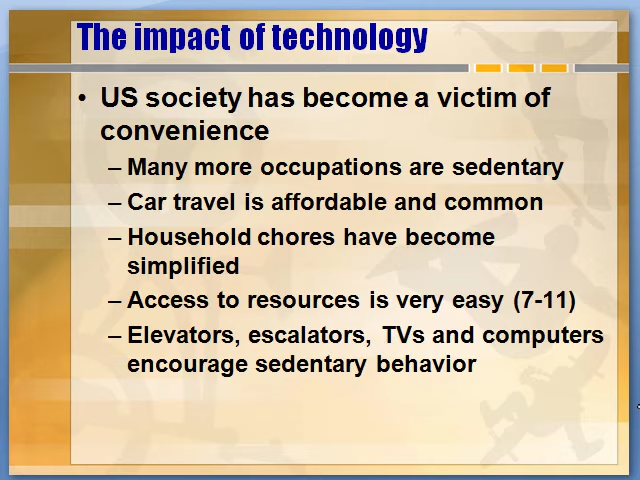 The impact of technology
• US society has become a victim of
convenience
– Many more occupations are sedentary
– Car travel is affordable and common
– Household chores have become
simplified
– Access to resources is very easy (7-11)
– Elevators, escalators, TVs and computers
encourage sedentary behavior